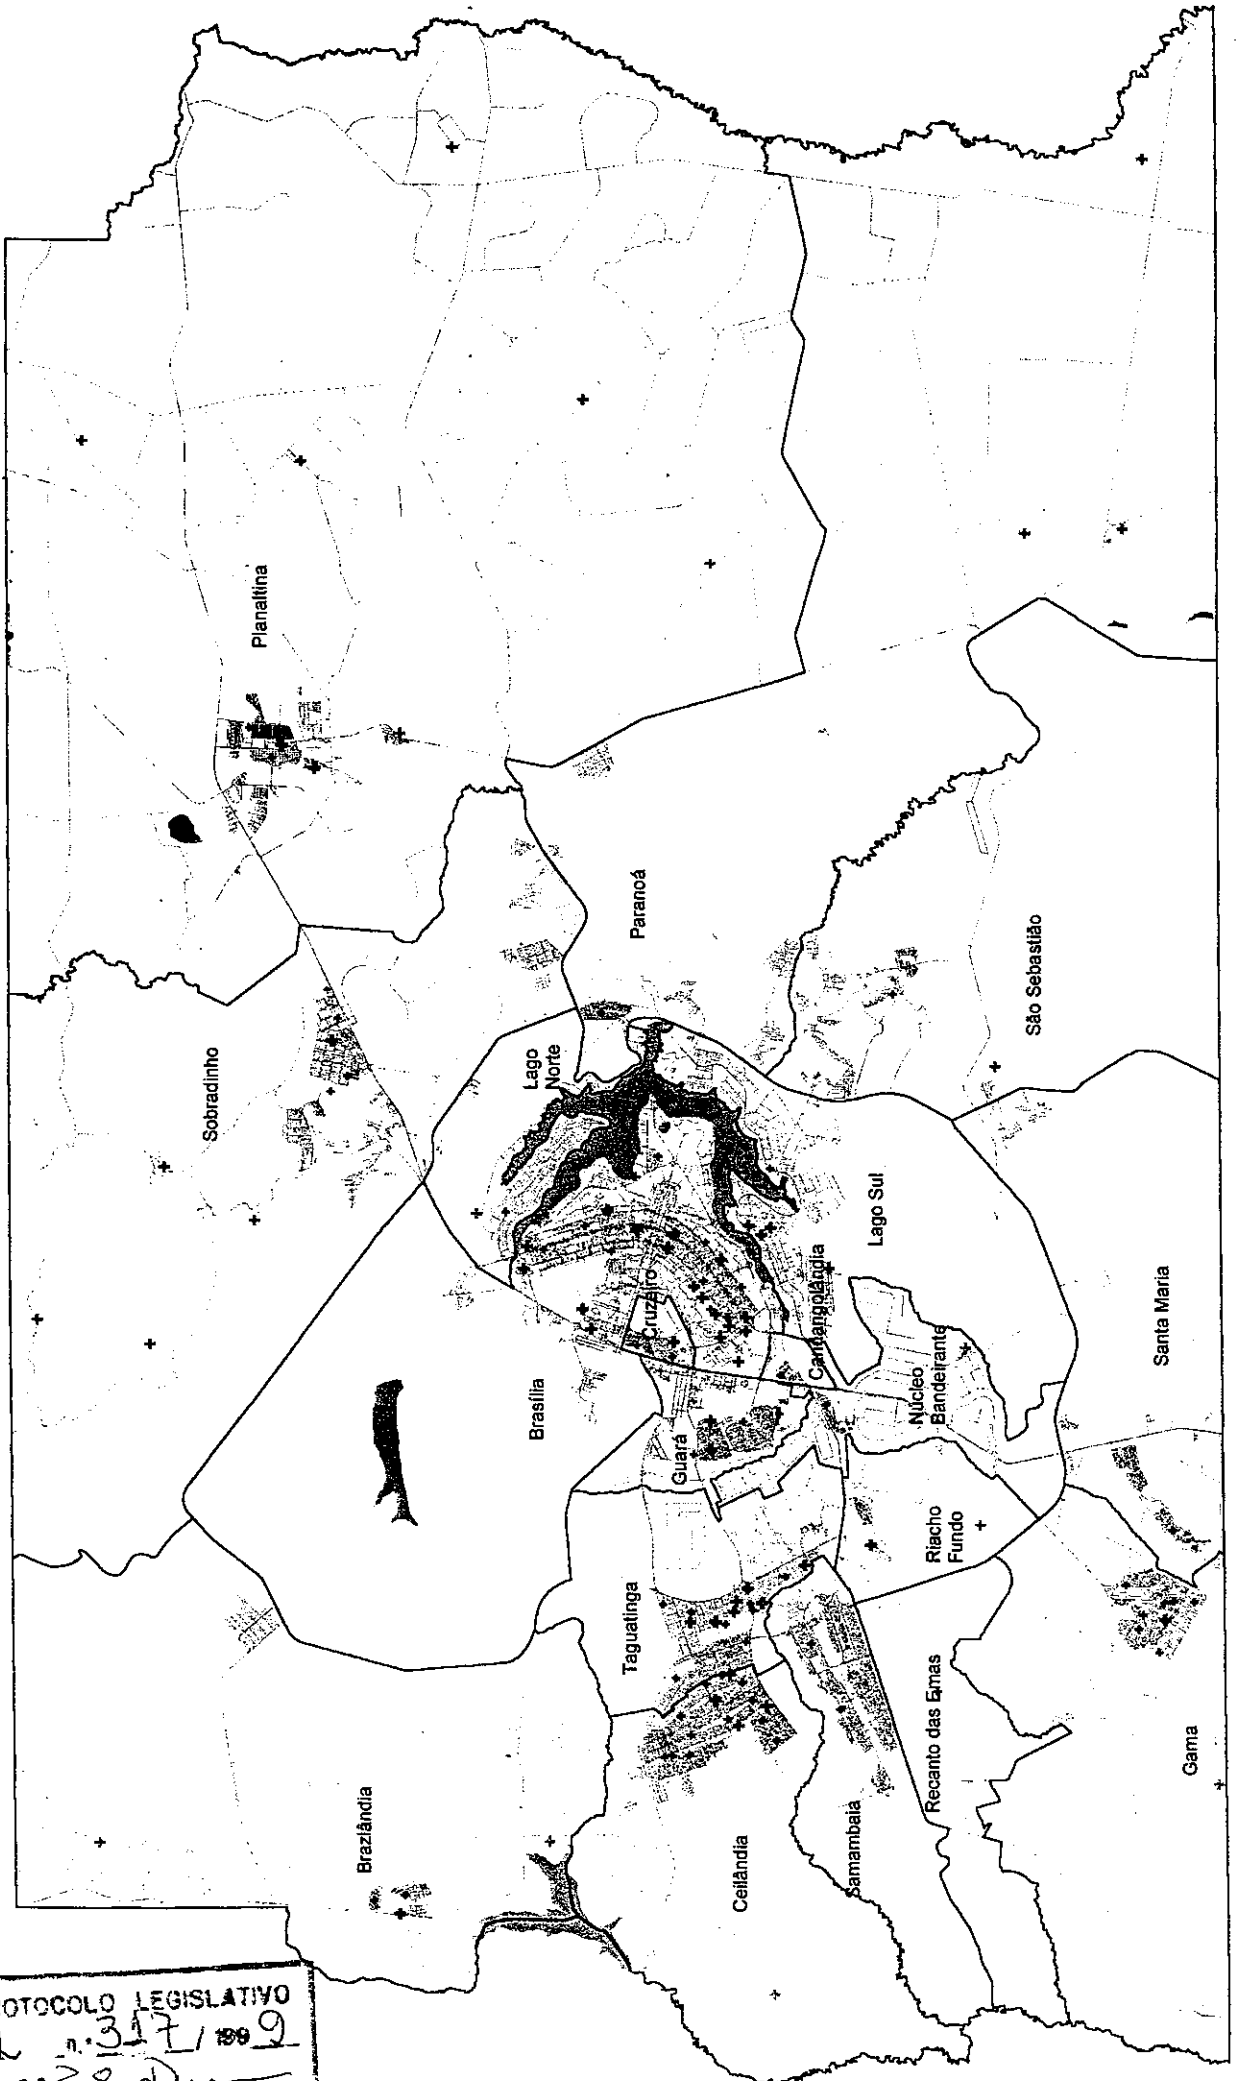 Planaltina
Sobradinho
Paranoá
São Sebastião
Lago
Norte
Lago Sul
Cruzeiro
Candangolândia
Núcleo
Bandeirante
Santa Maria
Brasília
Guará
Riacho
Fundo
Taguatinga
Recanto das Emas
Gama
Brazlândia
Ceilândia
Samambaia
PROTOCOLO LEGISLATIVO
n.º 317 / 1999